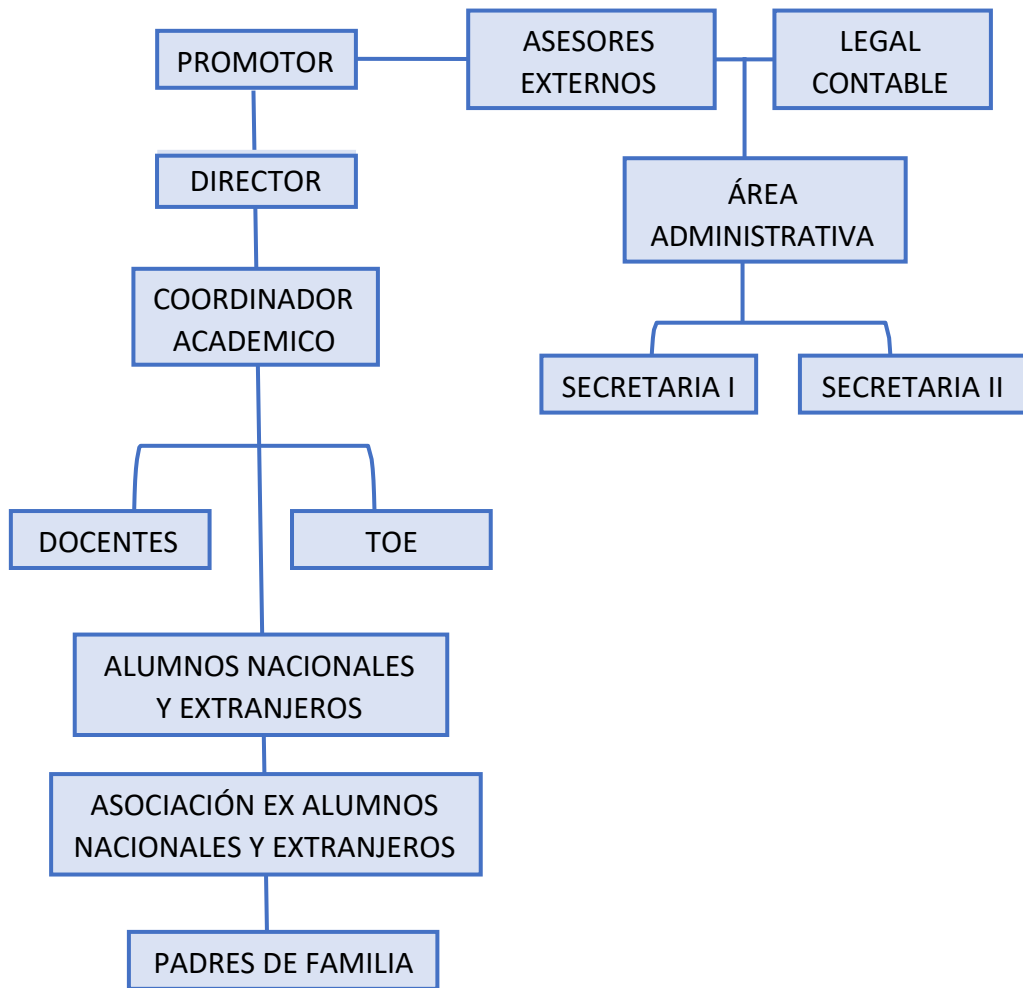 PROMOTOR
ASESORES
EXTERNOS
LEGAL
CONTABLE
DIRECTOR
ÁREA
ADMINISTRATIVA
COORDINADOR
ACADEMICO
SECRETARIA I
SECRETARIA II
DOCENTES
TOE
ALUMNOS NACIONALES
Y EXTRANJEROS
ASOCIACIÓN EX ALUMNOS
NACIONALES Y EXTRANJEROS
PADRES DE FAMILIA